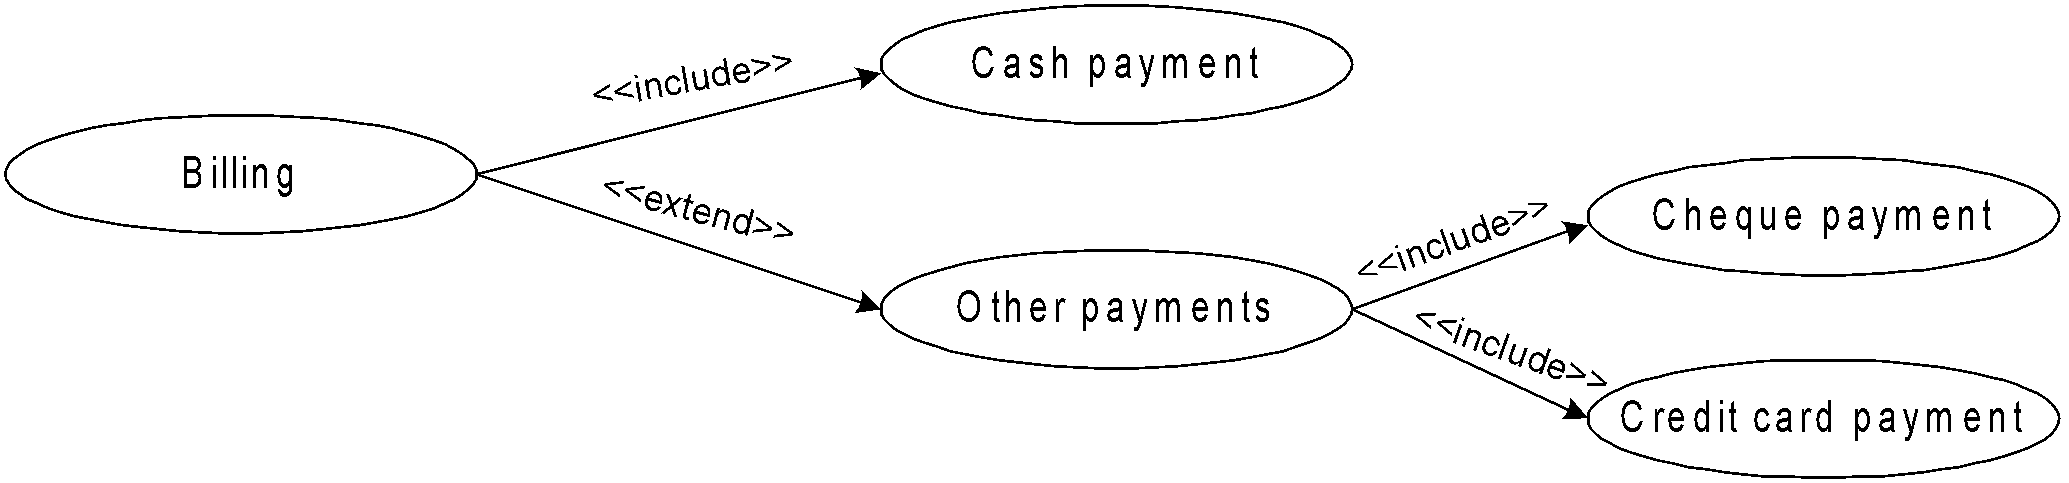 Cash payment
<<include>>
Billing
<<extend>>
Cheque payment
<<include>>
Other payments
<<include>>
Credit card payment